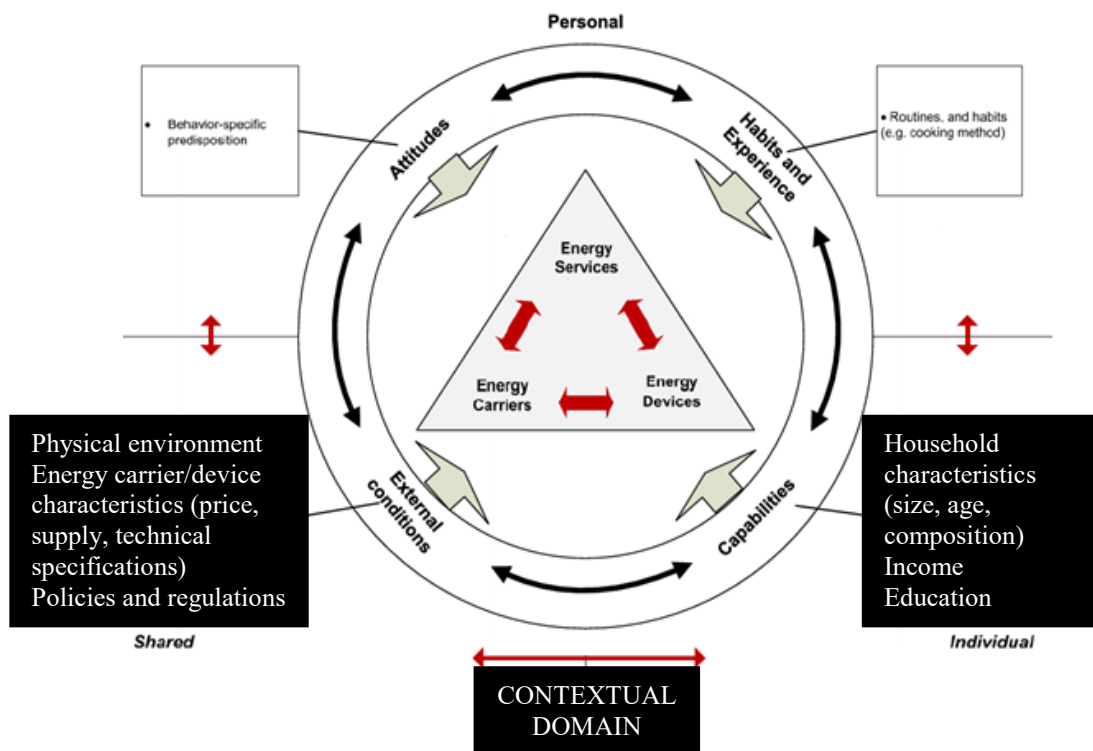 Personal
• Behavior-specific
predisposition
Attitudes
Habits and
Experience
• Routines, and habits
(e.g. cooking method)
Energy
Services
Energy
Carriers
Energy
Devices
Physical environment
Energy carrier/device
characteristics (price,
supply, technical
specifications)
Policies and regulations
External
conditions
Capabilities
Household
characteristics
(size, age,
composition)
Income
Education
Shared
Individual
CONTEXTUAL
DOMAIN